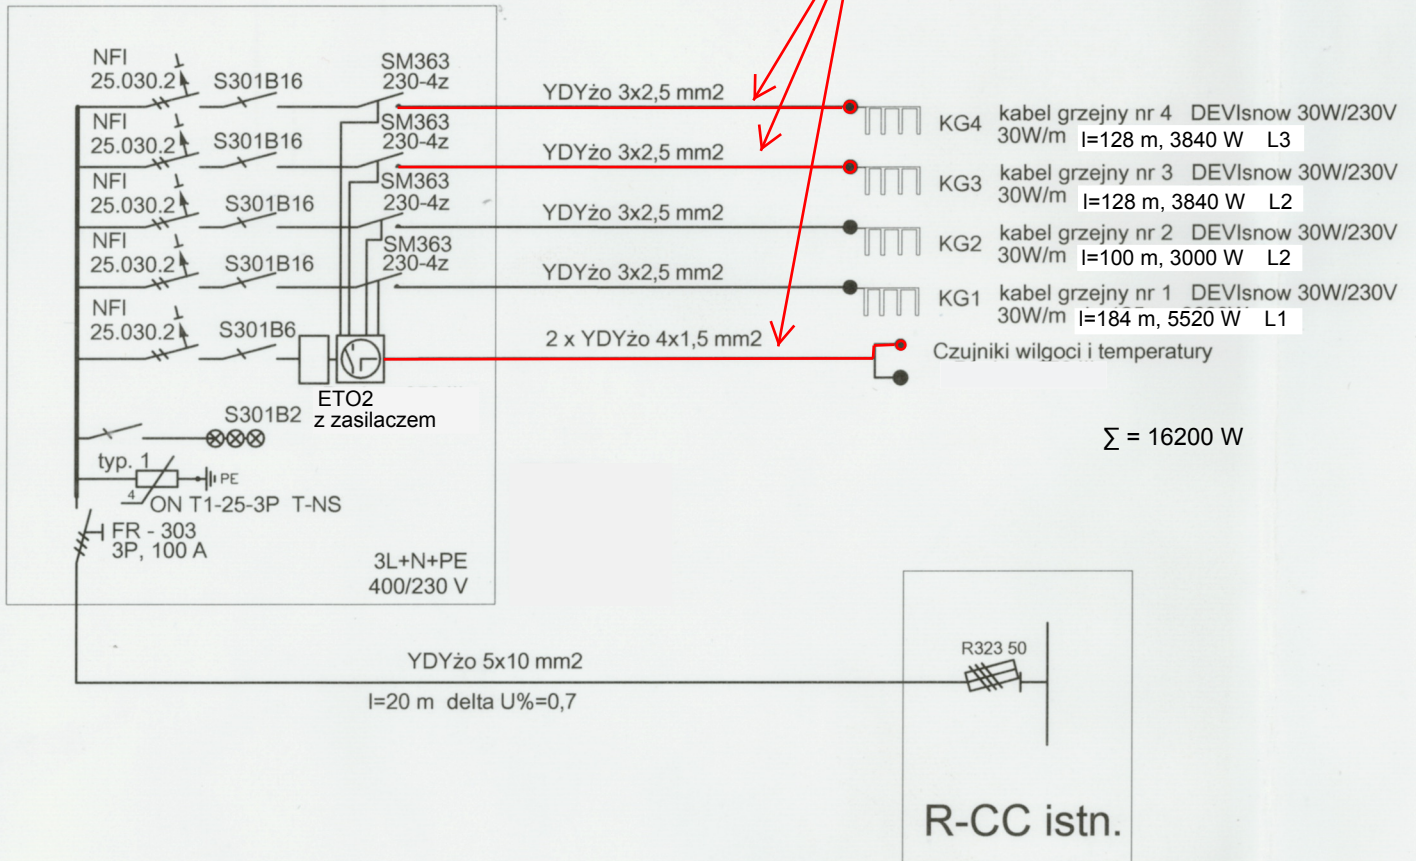 NFI
25.030.2
S301B16
SM363
230-4z
YDYżo 3x2,5 mm2
KG4
kabel grzejny nr 4 DEVIsnow 30W/230V
30W/m l=128 m, 3840 W L3
NFI
25.030.2
S301B16
SM363
230-4z
YDYżo 3x2,5 mm2
KG3
kabel grzejny nr 3 DEVIsnow 30W/230V
30W/m l=128 m, 3840 W L2
NFI
25.030.2
S301B16
SM363
230-4z
YDYżo 3x2,5 mm2
KG2
kabel grzejny nr 2 DEVIsnow 30W/230V
30W/m l=100 m, 3000 W L2
NFI
25.030.2
S301B16
SM363
230-4z
YDYżo 3x2,5 mm2
KG1
kabel grzejny nr 1 DEVIsnow 30W/230V
30W/m l=184 m, 5520 W L1
NFI
25.030.2
S301B6
2 x YDYżo 4x1,5 mm2
Czujniki wilgoci i temperatury
ETO2
z zasilaczem
S301B2
∑ = 16200 W
typ. 1
PE
4
ON T1-25-3P T-NS
FR - 303
3P, 100 A
3L+N+PE
400/230 V
YDYżo 5x10 mm2
l=20 m delta U%=0,7
R323 50
R-CC istn.